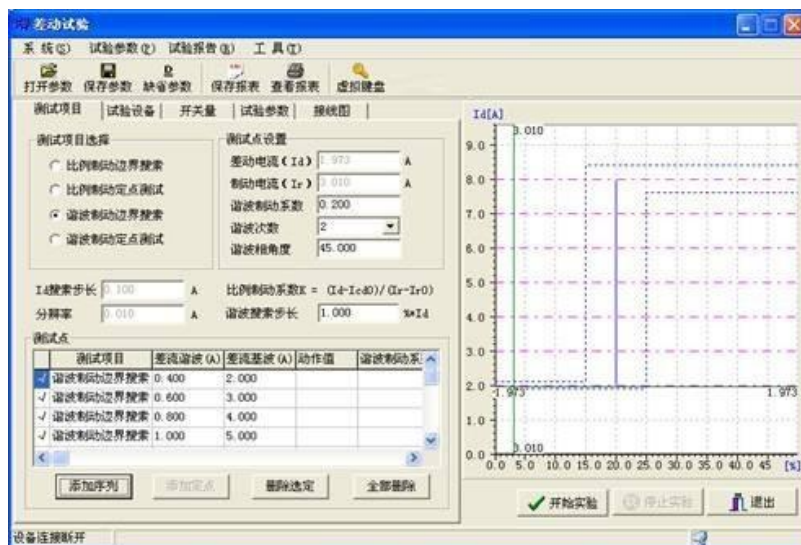 差动试验
系 统(S) 试验参数(P) 试验报告(R) 工 具(T)
打开参数 保存参数 缺省参数 保存报表 查看报表 虚拟键盘
测试项目 试验设备 开关量 试验参数 接线图
测试项目选择
比例制动边界搜索
比例制动定点测试
谐波制动边界搜索
谐波制动定点测试
测试点设置
差动电流(Id) 1.973 A
制动电流(Ir) 3.010 A
谐波制动系数 0.200
谐波次数 2
谐波相角度 45.000
Id搜索步长 0.100 A 比例制动系数K = (Id-Icd0)/(Ir-Ir0)
分辨率 0.010 A 谐波搜索步长 1.000 %*Id
测试点
测试项目 差流谐波(A) 差流基波(A) 动作值 谐波制动系
√ 谐波制动边界搜索 0.400 2.000
√ 谐波制动边界搜索 0.600 3.000
√ 谐波制动边界搜索 0.800 4.000
√ 谐波制动边界搜索 1.000 5.000
添加序列 添加定点 删除选定 全部删除
Id[A]
3.010
9.0
8.0
7.0
6.0
5.0
4.0
3.0
2.0
1.973 1.973
1.0
0.0
3.010
0.0 5.0 10.0 15.0 20.0 25.0 30.0 35.0 40.0 45 [%]
开始实验 停止实验 退出
设备连接断开